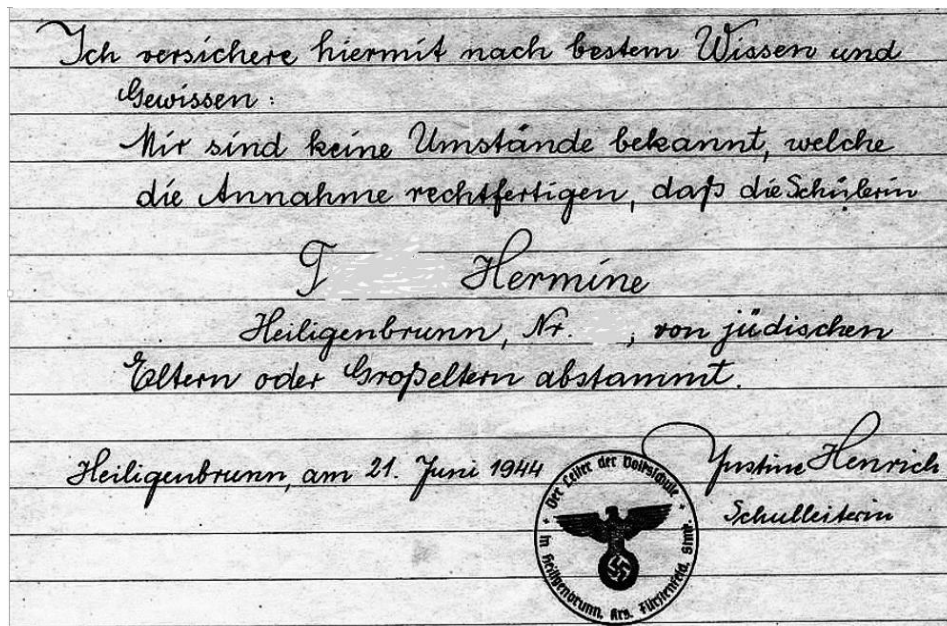 Ich versichere hiermit nach bestem Wissen und
Gewissen:
Mir sind keine Umstände bekannt, welche
die Annahme rechtfertigen, daß die Schülerin
T Hermine
Heiligenbrunn, Nr. , von jüdischen
Eltern oder Großeltern abstammt.
Heiligenbrunn, am 21. Juni 1944
Justine Henrich
Schulleiterin
Der Leiter der Volksschule
in Heiligenbrunn, Krs. Fürstenfeld, Stmk.